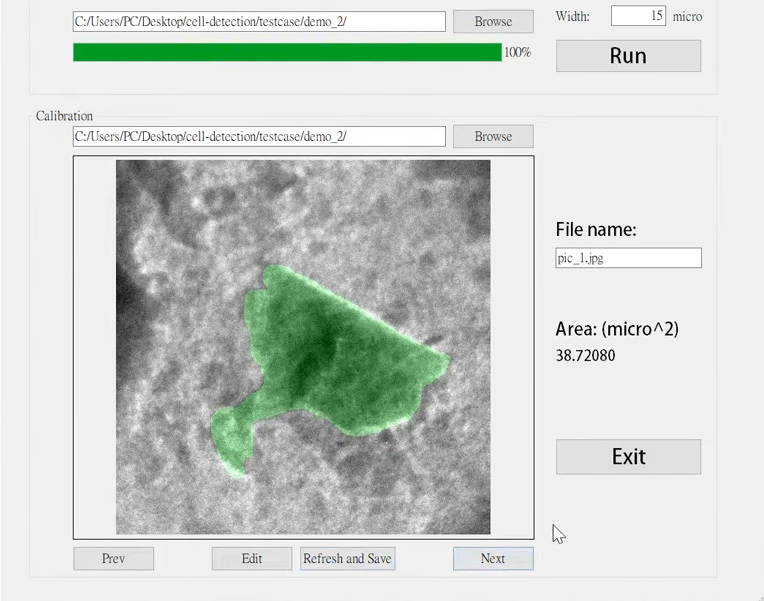 C:/Users/PC/Desktop/cell-detection/testcase/demo_2/
Browse
Width: 15 micro
100%
Run
Calibration
C:/Users/PC/Desktop/cell-detection/testcase/demo_2/
Browse
File name:
pic_1.jpg
Area: (micro^2)
38.72080
Exit
Prev
Edit
Refresh and Save
Next